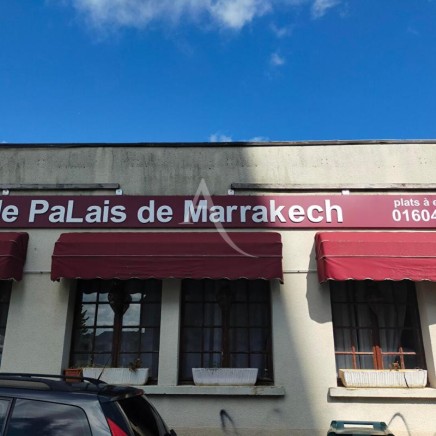 le PaLais de Marrakech
plats à
01604